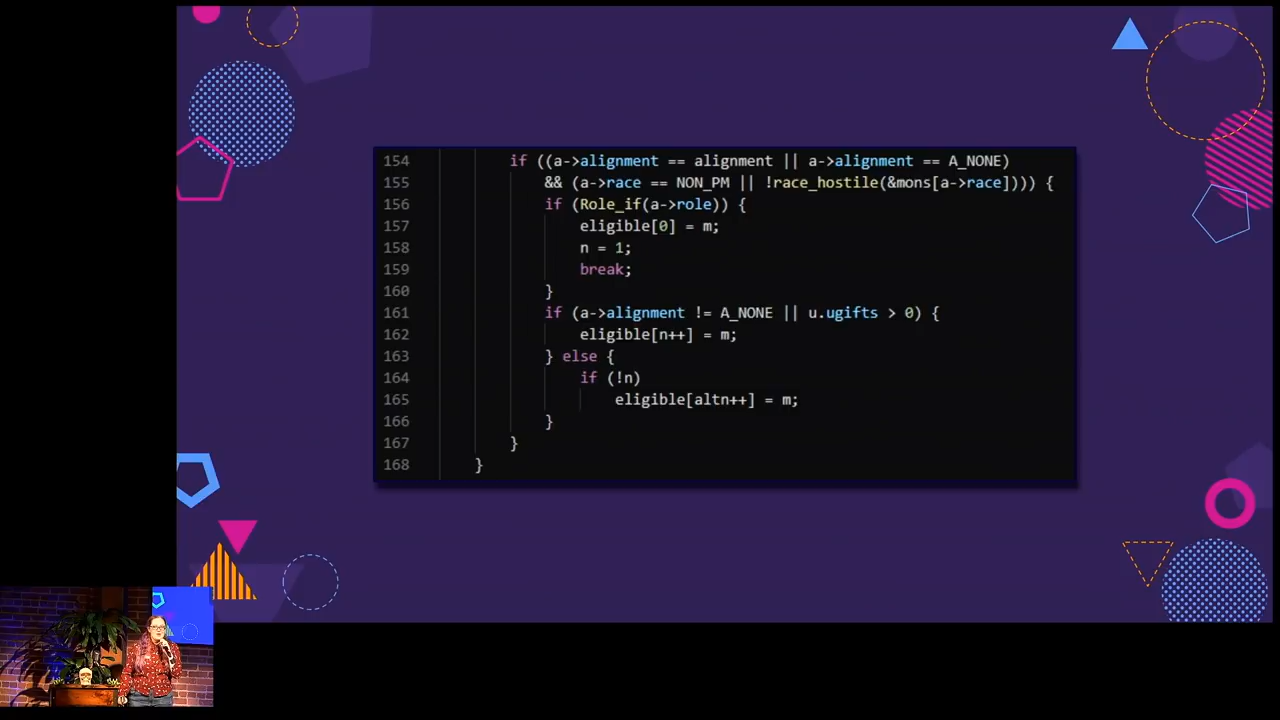 154 if ((a->alignment == alignment || a->alignment == A_NONE)
155 && (a->race == NON_PM || !race_hostile(&mons[a->race]))) {
156 if (Role_if(a->role)) {
157 eligible[0] = m;
158 n = 1;
159 break;
160 }
161 if (a->alignment != A_NONE || u.ugifts > 0) {
162 eligible[n++] = m;
163 } else {
164 if (!n)
165 eligible[altn++] = m;
166 }
167 }
168 }